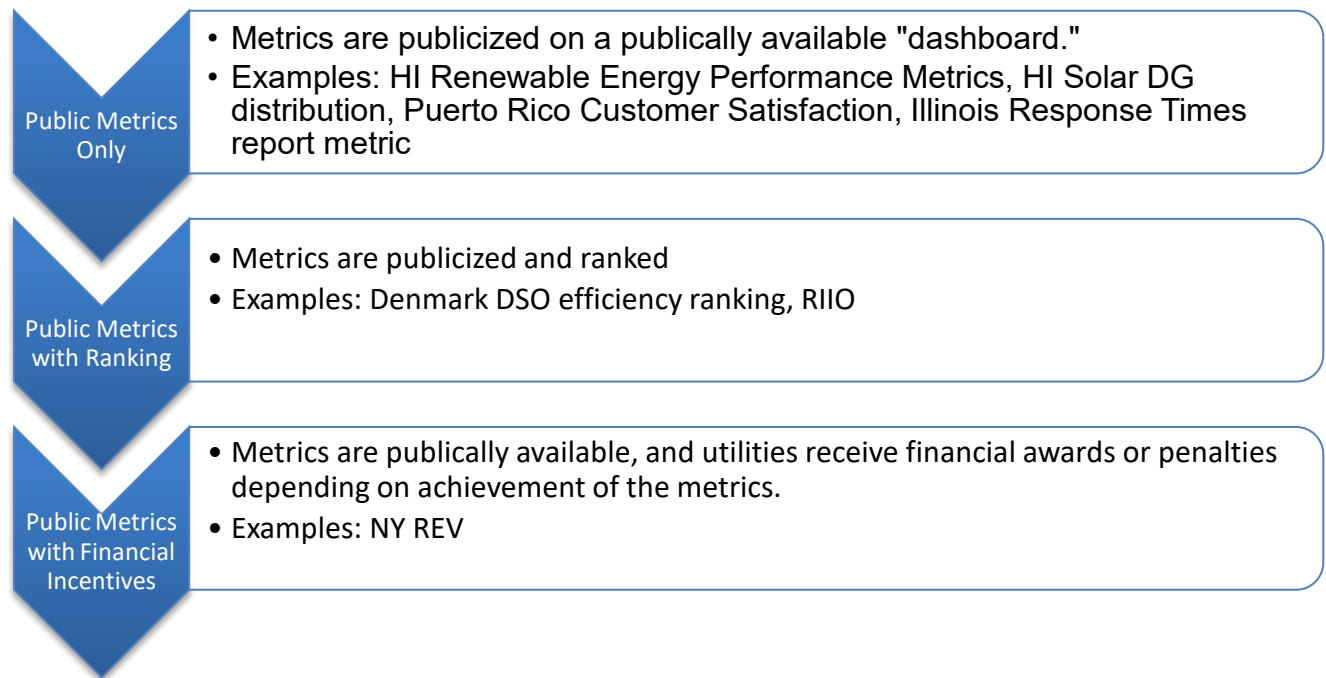 Public Metrics
Only
• Metrics are publicized on a publically available "dashboard."
• Examples: HI Renewable Energy Performance Metrics, HI Solar DG
distribution, Puerto Rico Customer Satisfaction, Illinois Response Times
report metric
Public Metrics
with Ranking
• Metrics are publicized and ranked
• Examples: Denmark DSO efficiency ranking, RIIO
Public Metrics
with Financial
Incentives
• Metrics are publically available, and utilities receive financial awards or penalties
depending on achievement of the metrics.
• Examples: NY REV